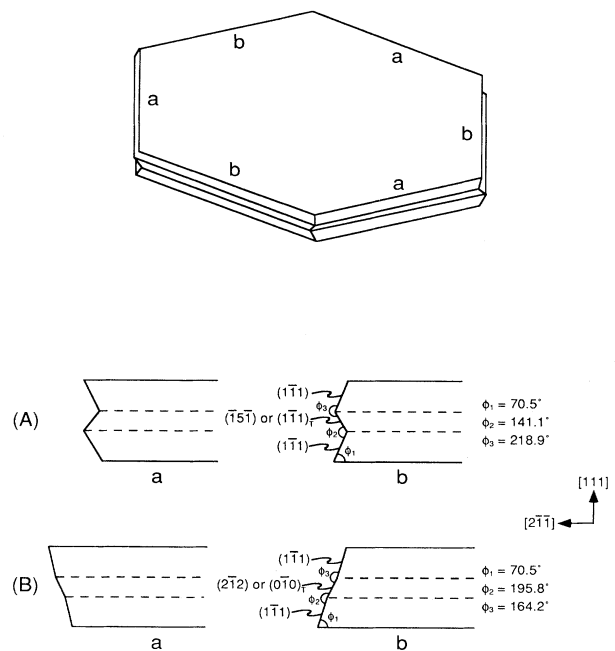 b
a
a
b
b
a
(A)
a
(11̄1)
ϕ₃
(1̄51̄) or (11̄1)T
ϕ₂
(11̄1)
ϕ₁
b
ϕ₁ = 70.5°
ϕ₂ = 141.1°
ϕ₃ = 218.9°
[111]
[21̄1̄]
(B)
a
(11̄1)
ϕ₃
(21̄2) or (01̄0)T
ϕ₂
(11̄1)
ϕ₁
b
ϕ₁ = 70.5°
ϕ₂ = 195.8°
ϕ₃ = 164.2°